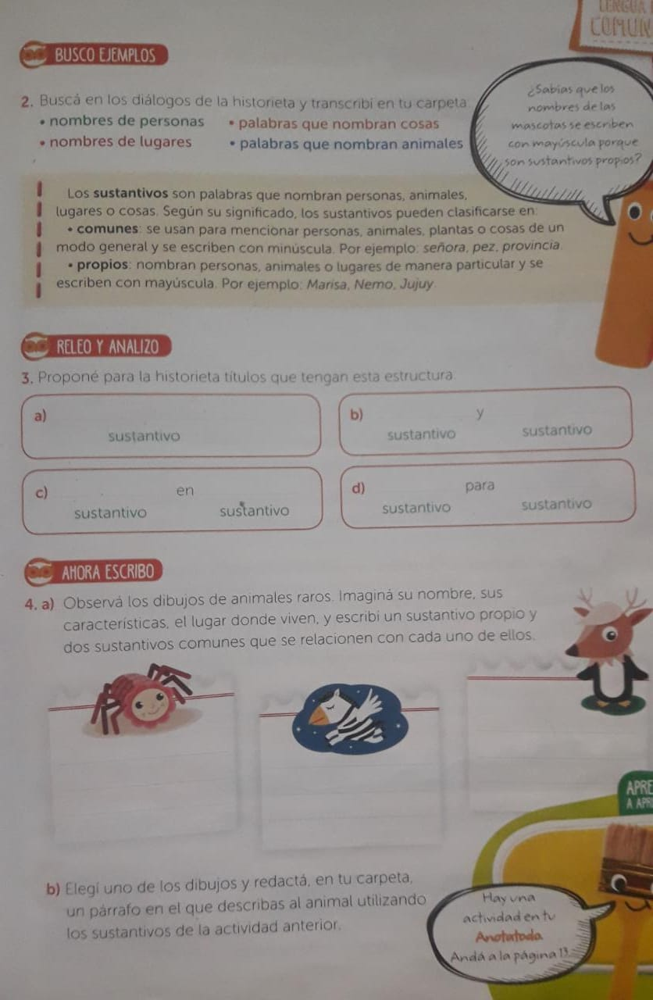 LENGUA
COMUN
BUSCO EJEMPLOS
2. Buscá en los diálogos de la historieta y transcribí en tu carpeta
• nombres de personas • palabras que nombran cosas
• nombres de lugares • palabras que nombran animales
¿Sabías que los
nombres de las
mascotas se escriben
con mayúscula porque
son sustantivos propios?
Los sustantivos son palabras que nombran personas, animales,
lugares o cosas. Según su significado, los sustantivos pueden clasificarse en:
• comunes: se usan para mencionar personas, animales, plantas o cosas de un
modo general y se escriben con minúscula. Por ejemplo: señora, pez, provincia.
• propios: nombran personas, animales o lugares de manera particular y se
escriben con mayúscula. Por ejemplo: Marisa, Nemo, Jujuy.
RELEO Y ANALIZO
3. Proponé para la historieta títulos que tengan esta estructura.
a)
sustantivo
b) y
sustantivo sustantivo
c) en
sustantivo sustantivo
d) para
sustantivo sustantivo
AHORA ESCRIBO
4. a) Observá los dibujos de animales raros. Imaginá su nombre, sus
características, el lugar donde viven, y escribí un sustantivo propio y
dos sustantivos comunes que se relacionen con cada uno de ellos.
b) Elegí uno de los dibujos y redactá, en tu carpeta,
un párrafo en el que describas al animal utilizando
los sustantivos de la actividad anterior.
APRE
A APR
Hay una
actividad en tu
Anotatodo.
Andá a la página 13.